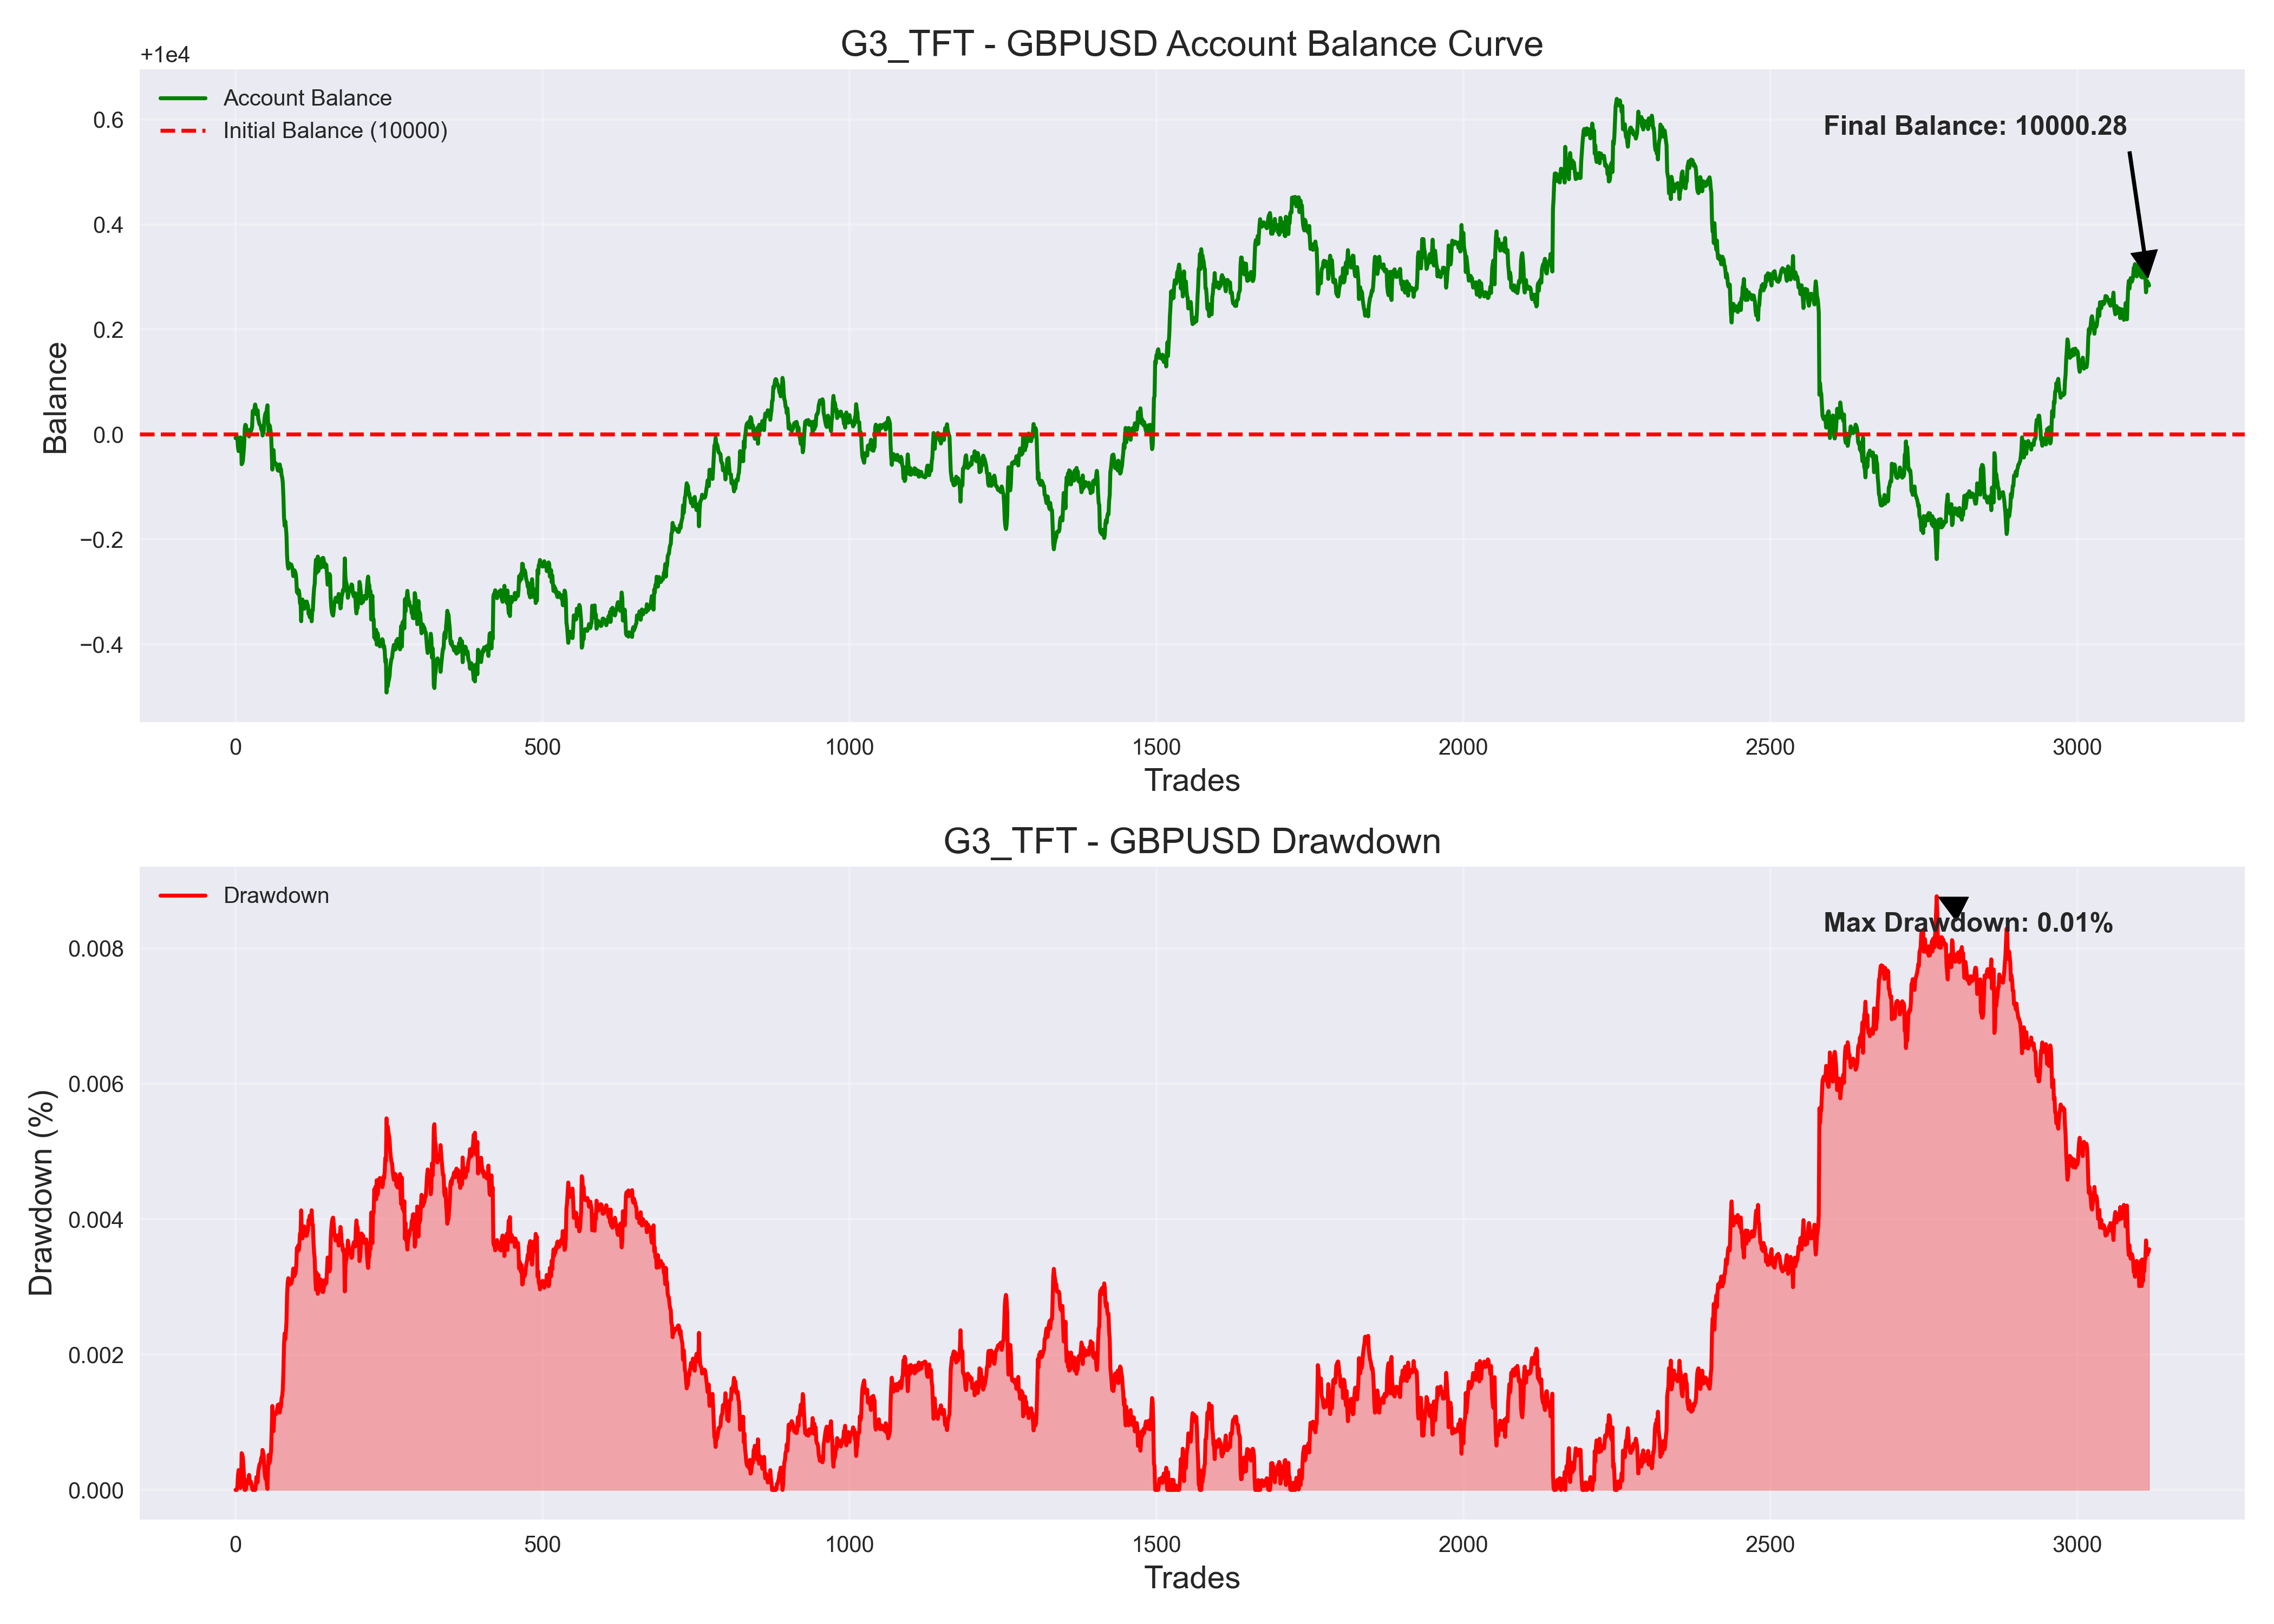 G3_TFT - GBPUSD Account Balance Curve
+1e4
Account Balance
Initial Balance (10000)
Final Balance: 10000.28
0.6
0.4
0.2
0.0
−0.2
−0.4
Balance
0 500 1000 1500 2000 2500 3000
Trades
G3_TFT - GBPUSD Drawdown
Drawdown
Max Drawdown: 0.01%
0.008
0.006
0.004
0.002
0.000
Drawdown (%)
0 500 1000 1500 2000 2500 3000
Trades